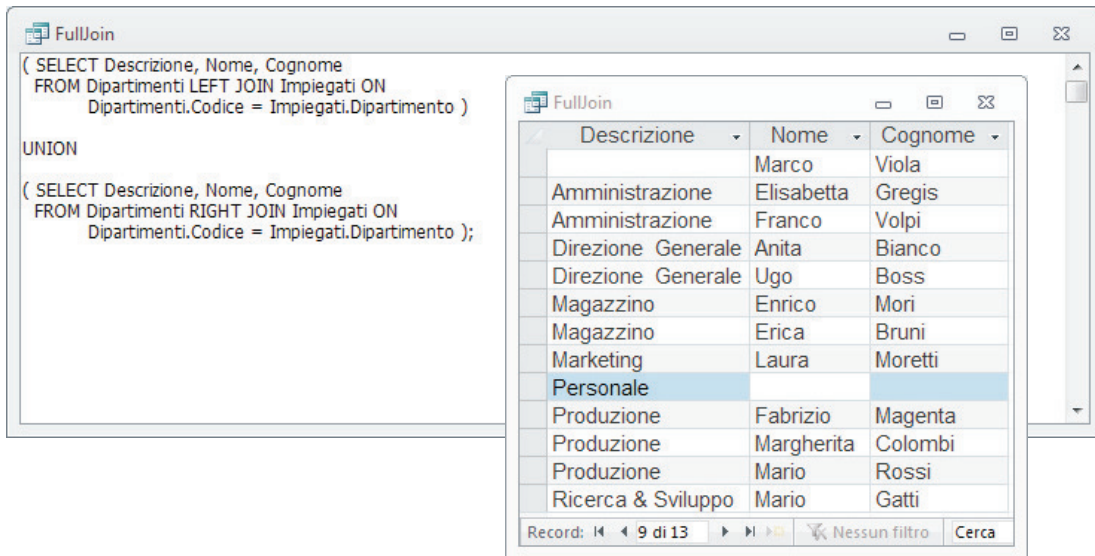 FullJoin
( SELECT Descrizione, Nome, Cognome
FROM Dipartimenti LEFT JOIN Impiegati ON
Dipartimenti.Codice = Impiegati.Dipartimento )
UNION
( SELECT Descrizione, Nome, Cognome
FROM Dipartimenti RIGHT JOIN Impiegati ON
Dipartimenti.Codice = Impiegati.Dipartimento );
FullJoin
Descrizione Nome Cognome
Marco Viola
Amministrazione Elisabetta Gregis
Amministrazione Franco Volpi
Direzione Generale Anita Bianco
Direzione Generale Ugo Boss
Magazzino Enrico Mori
Magazzino Erica Bruni
Marketing Laura Moretti
Personale
Produzione Fabrizio Magenta
Produzione Margherita Colombi
Produzione Mario Rossi
Ricerca & Sviluppo Mario Gatti
Record: 9 di 13 Nessun filtro Cerca